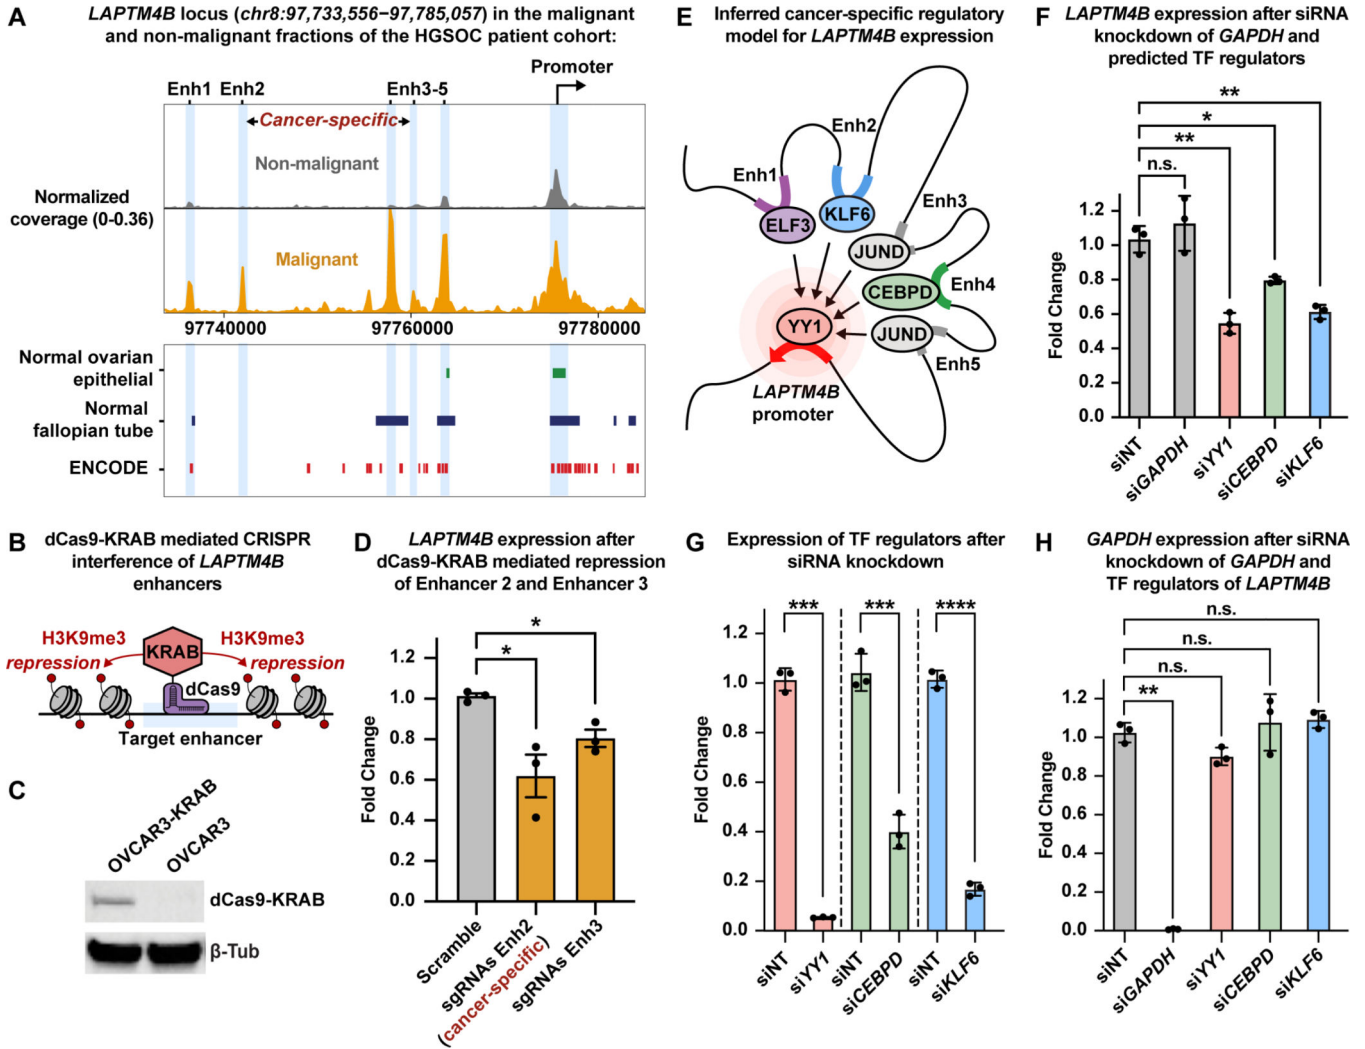 A
LAPTM4B locus (chr8:97,733,556–97,785,057) in the malignant
and non-malignant fractions of the HGSOC patient cohort:
Promoter
Enh1 Enh2 Enh3-5
Cancer-specific
Non-malignant
Normalized
coverage (0-0.36)
Malignant
97740000 97760000 97780000
Normal ovarian
epithelial
Normal
fallopian tube
ENCODE
B
dCas9-KRAB mediated CRISPR
interference of LAPTM4B
enhancers
H3K9me3 KRAB H3K9me3
repression repression
dCas9
Target enhancer
C
OVCAR3-KRAB
OVCAR3
dCas9-KRAB
β-Tub
D
LAPTM4B expression after
dCas9-KRAB mediated repression
of Enhancer 2 and Enhancer 3
*
*
Fold Change
1.2
1.0
0.8
0.6
0.4
0.2
0.0
Scramble
sgRNAs Enh2
(cancer-specific)
sgRNAs Enh3
E
Inferred cancer-specific regulatory
model for LAPTM4B expression
Enh2
Enh1
Enh3
ELF3
KLF6
JUND
Enh4
CEBPD
YY1
JUND
Enh5
LAPTM4B
promoter
F
LAPTM4B expression after siRNA
knockdown of GAPDH and
predicted TF regulators
**
*
**
n.s.
Fold Change
1.2
1.0
0.8
0.6
0.4
0.2
0.0
siNT
siGAPDH
siYY1
siCEBPD
siKLF6
G
Expression of TF regulators after
siRNA knockdown
*** *** ****
Fold Change
1.2
1.0
0.8
0.6
0.4
0.2
0.0
siNT
siYY1
siNT
siCEBPD
siNT
siKLF6
H
GAPDH expression after siRNA
knockdown of GAPDH and
TF regulators of LAPTM4B
n.s.
n.s.
n.s.
**
Fold Change
1.2
1.0
0.8
0.6
0.4
0.2
0.0
siNT
siGAPDH
siYY1
siCEBPD
siKLF6